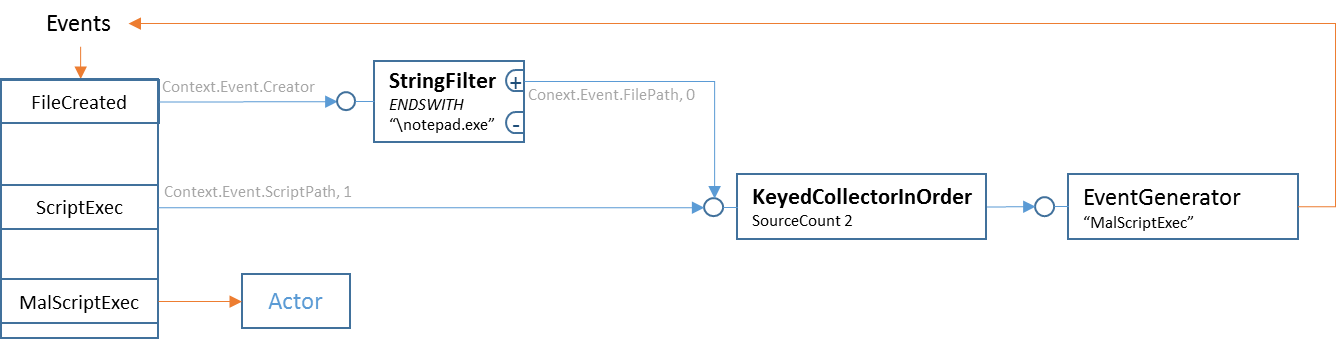 Events
FileCreated
Context.Event.Creator
StringFilter
ENDSWITH
“\notepad.exe”
+
-
Conext.Event.FilePath, 0
ScriptExec
Context.Event.ScriptPath, 1
KeyedCollectorInOrder
SourceCount 2
EventGenerator
“MalScriptExec”
MalScriptExec
Actor